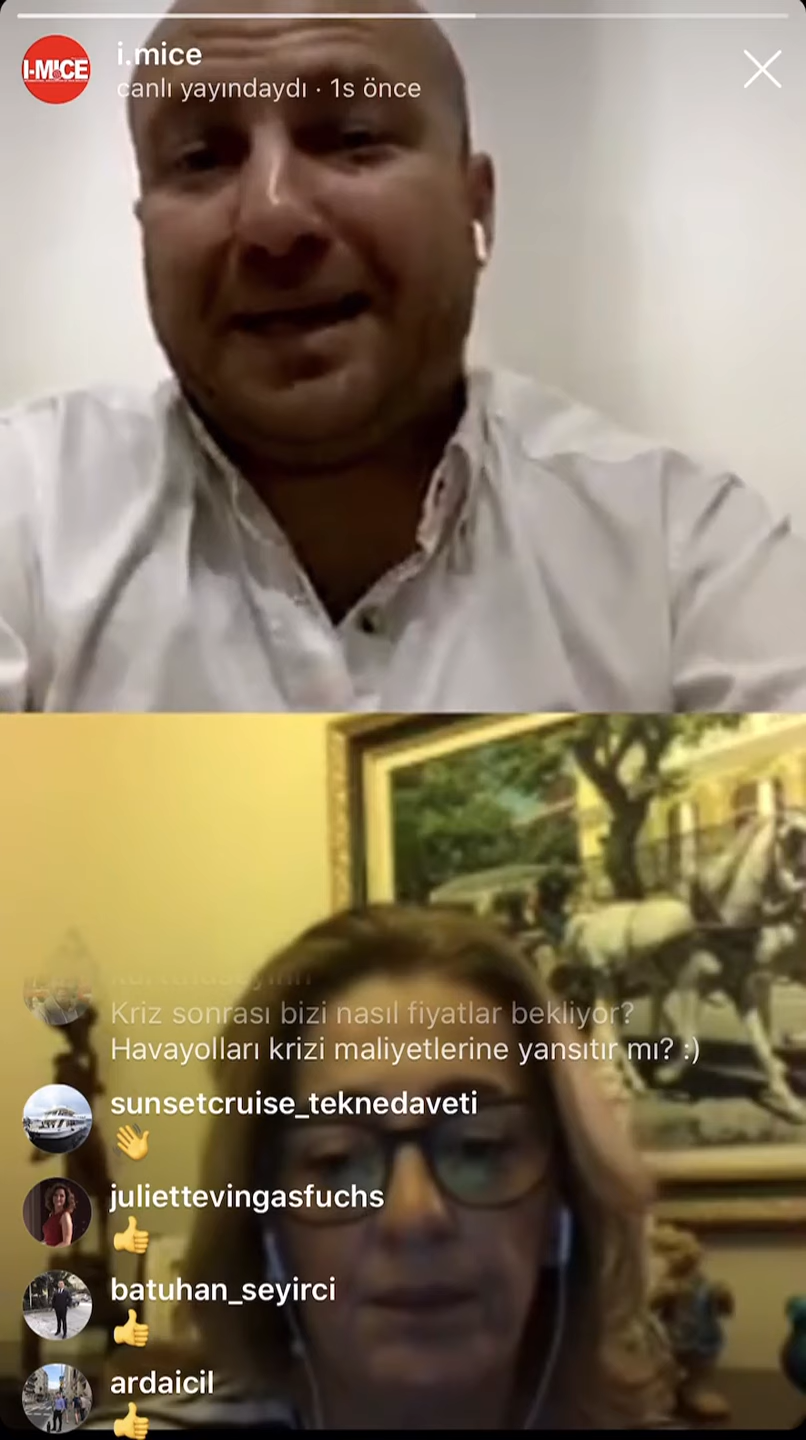 I-MICE
i.mice
canlı yayındaydı · 1s önce
Kriz sonrası bizi nasıl fiyatlar bekliyor?
Havayolları krizi maliyetlerine yansıtır mı? :)
sunsetcruise_teknedaveti
👋
juliettevingasfuchs
👍
batuhan_seyirci
👍
ardaicil
👍